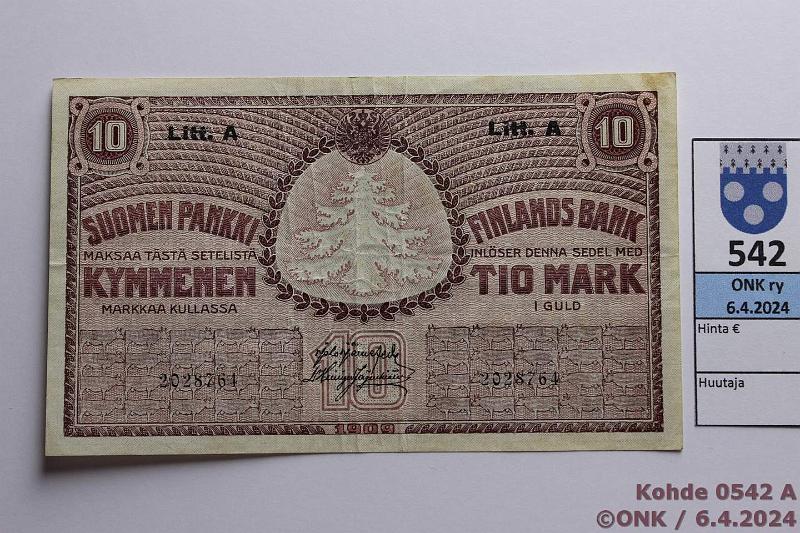 10 Litt. A Litt. A 10
SUOMEN PANKKI
MAKSAA TÄSTÄ SETELISTÄ
KYMMENEN
MARKKAA KULLASSA
FINLANDS BANK
INLÖSER DENNA SEDEL MED
TIO MARK
I GULD
10
2028764
2028764
1909
542
ONK ry
6.4.2024
Hinta €
Huutaja
Kohde 0542 A
©ONK / 6.4.2024